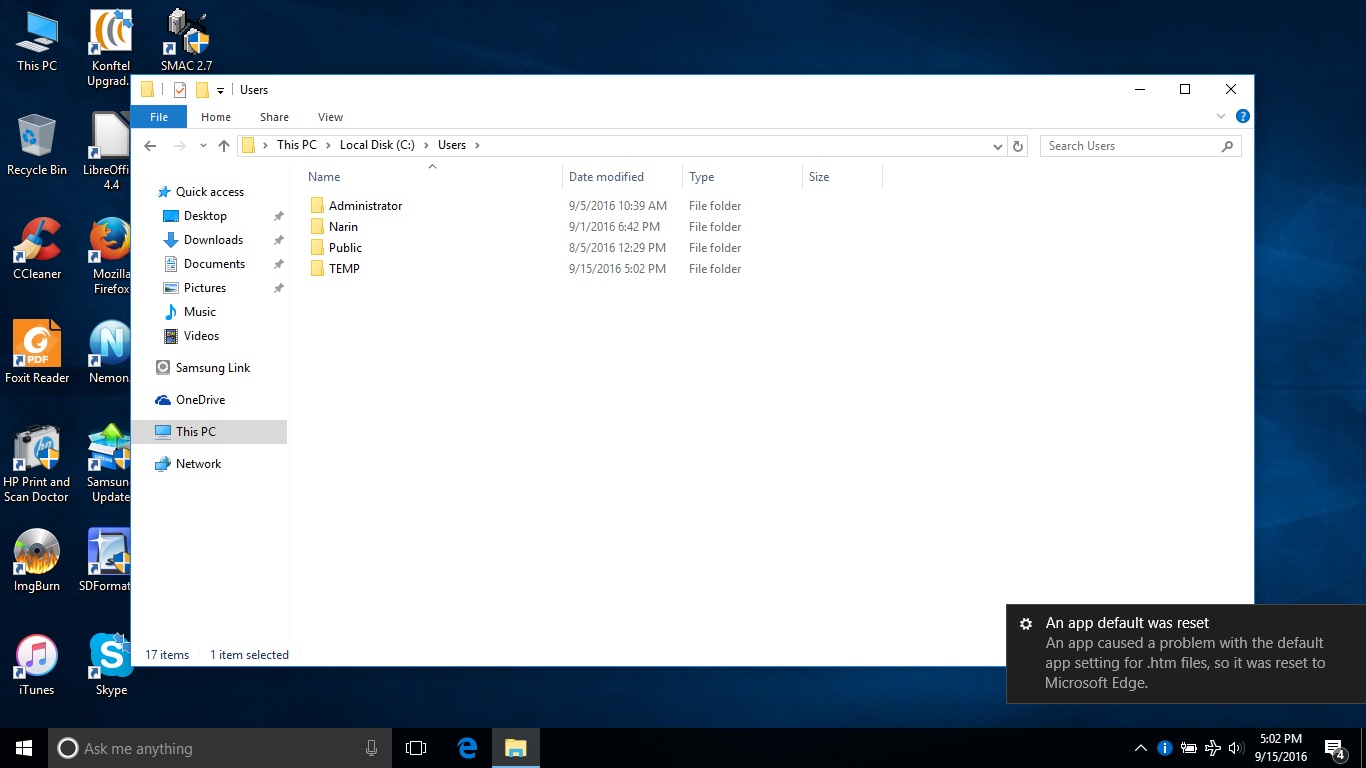 This PC
Konftel
Upgrad...
SMAC 2.7
Recycle Bin
LibreOffi
4.4
CCleaner
Mozilla
Firefox
PDF
Foxit Reader
N
Nemon
hp
HP Print and
Scan Doctor
Samsun
Update
ImgBurn
SDFormat
iTunes
S
Skype
Users
File
Home
Share
View
?
This PC
Local Disk (C:)
Users
Search Users
Quick access
Desktop
Downloads
Documents
Pictures
Music
Videos
Samsung Link
OneDrive
This PC
Network
Name Date modified Type Size
Administrator 9/5/2016 10:39 AM File folder
Narin 9/1/2016 6:42 PM File folder
Public 8/5/2016 12:29 PM File folder
TEMP 9/15/2016 5:02 PM File folder
17 items 1 item selected
An app default was reset
An app caused a problem with the default
app setting for .htm files, so it was reset to
Microsoft Edge.
Ask me anything
5:02 PM
9/15/2016
4